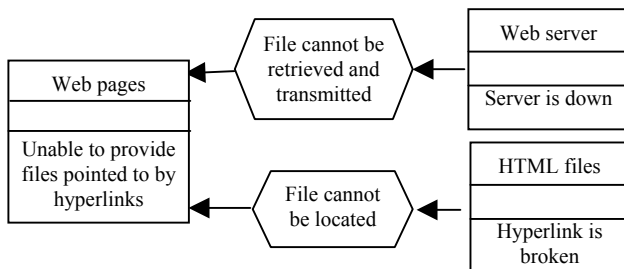 Web pages
Unable to provide
files pointed to by
hyperlinks
File cannot be
retrieved and
transmitted
Web server
Server is down
File cannot
be located
HTML files
Hyperlink is
broken